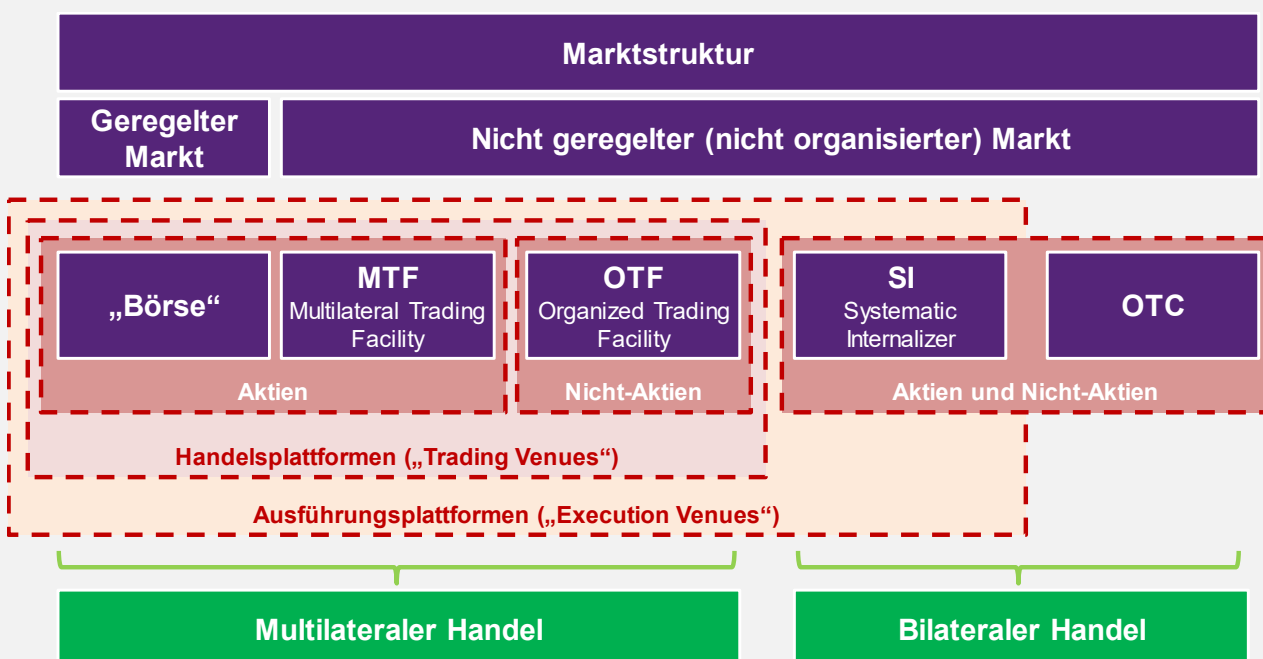 Marktstruktur
Geregelter
Markt
Nicht geregelter (nicht organisierter) Markt
„Börse“
MTF
Multilateral Trading
Facility
OTF
Organized Trading
Facility
SI
Systematic
Internalizer
OTC
Aktien
Nicht-Aktien
Aktien und Nicht-Aktien
Handelsplattformen („Trading Venues“)
Ausführungsplattformen („Execution Venues“)
Multilateraler Handel
Bilateraler Handel